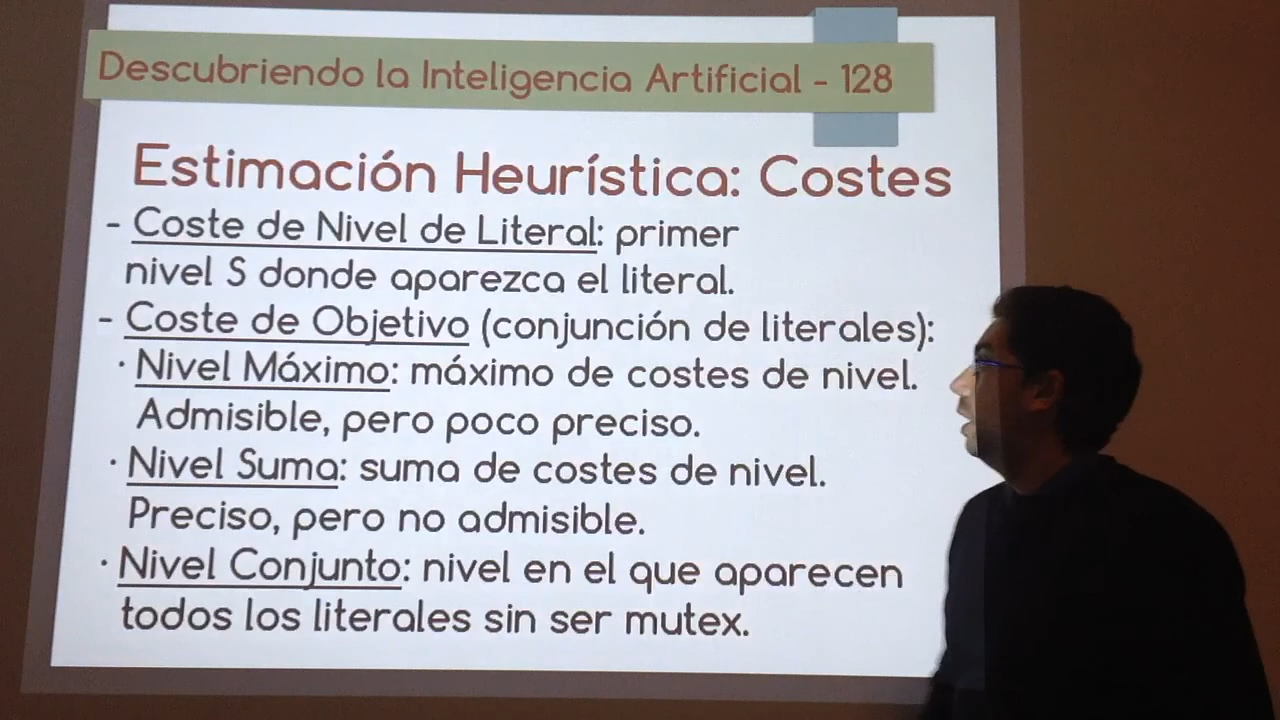 Descubriendo la Inteligencia Artificial - 128
Estimación Heurística: Costes
- Coste de Nivel de Literal: primer
nivel S donde aparezca el literal.
- Coste de Objetivo (conjunción de literales):
· Nivel Máximo: máximo de costes de nivel.
Admisible, pero poco preciso.
· Nivel Suma: suma de costes de nivel.
Preciso, pero no admisible.
· Nivel Conjunto: nivel en el que aparecen
todos los literales sin ser mutex.